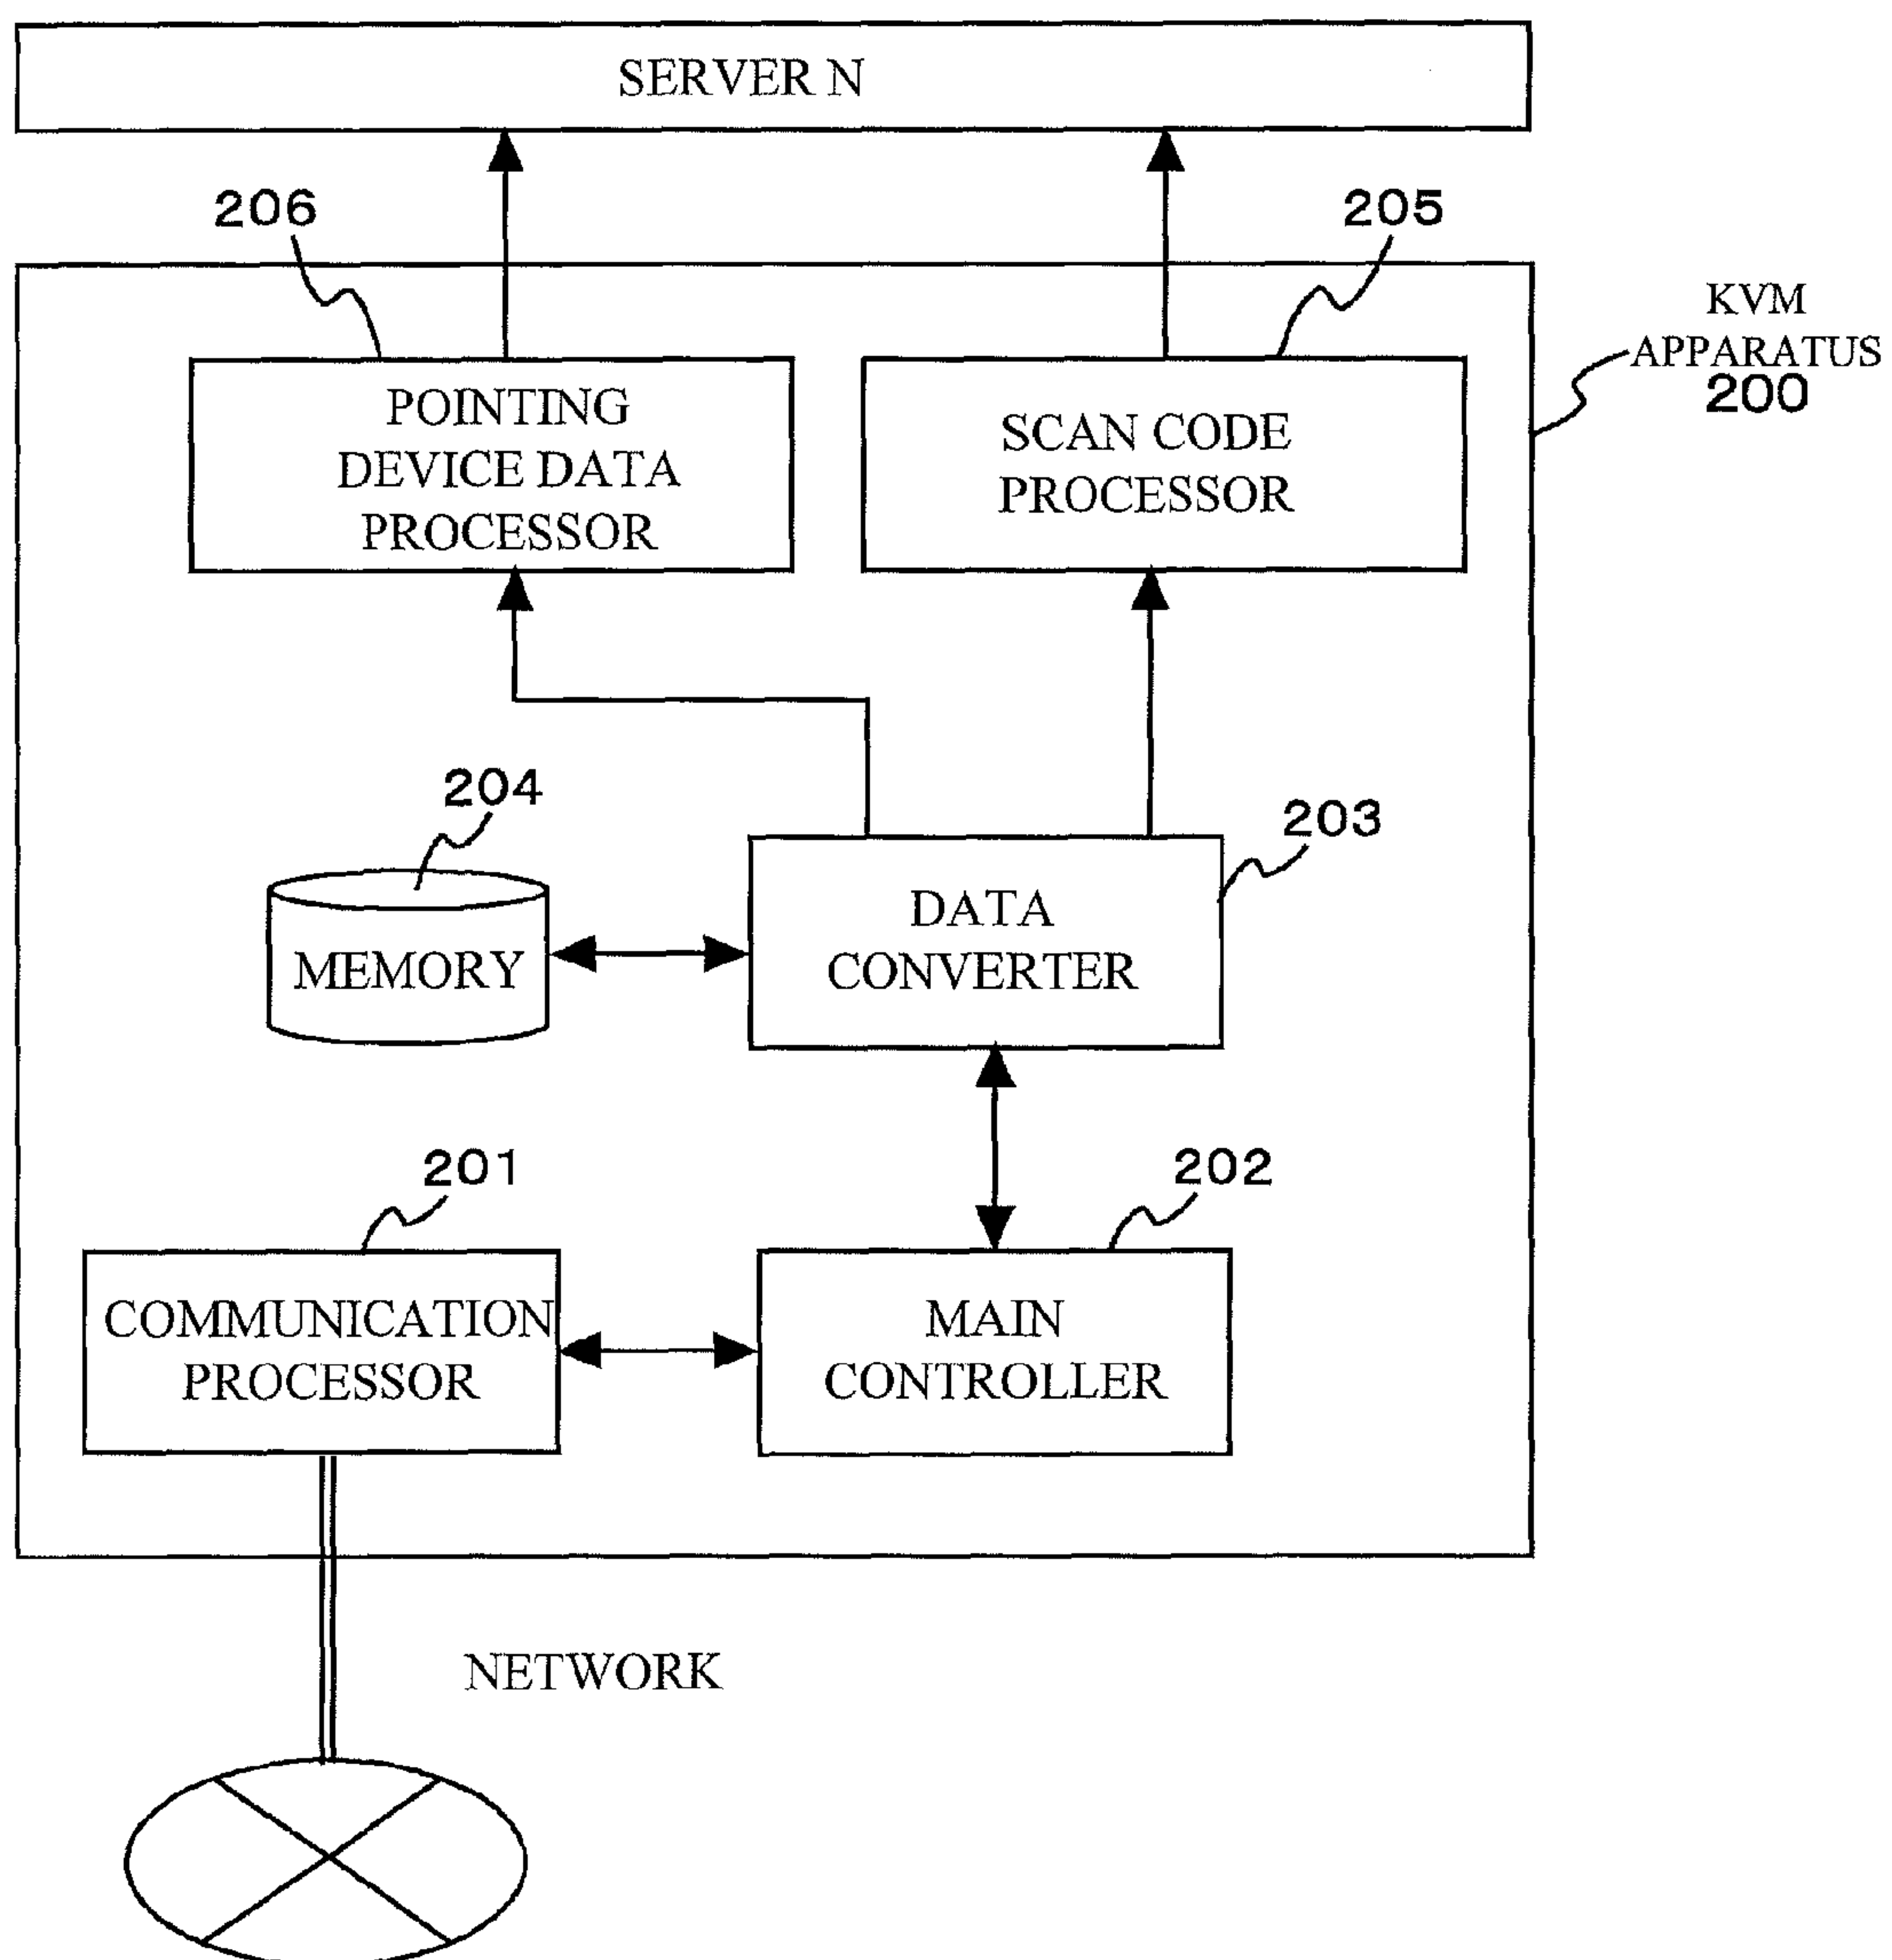 SERVER N
206
205
KVM
APPARATUS
200
POINTING
DEVICE DATA
PROCESSOR
SCAN CODE
PROCESSOR
204
203
MEMORY
DATA
CONVERTER
201
202
COMMUNICATION
PROCESSOR
MAIN
CONTROLLER
NETWORK